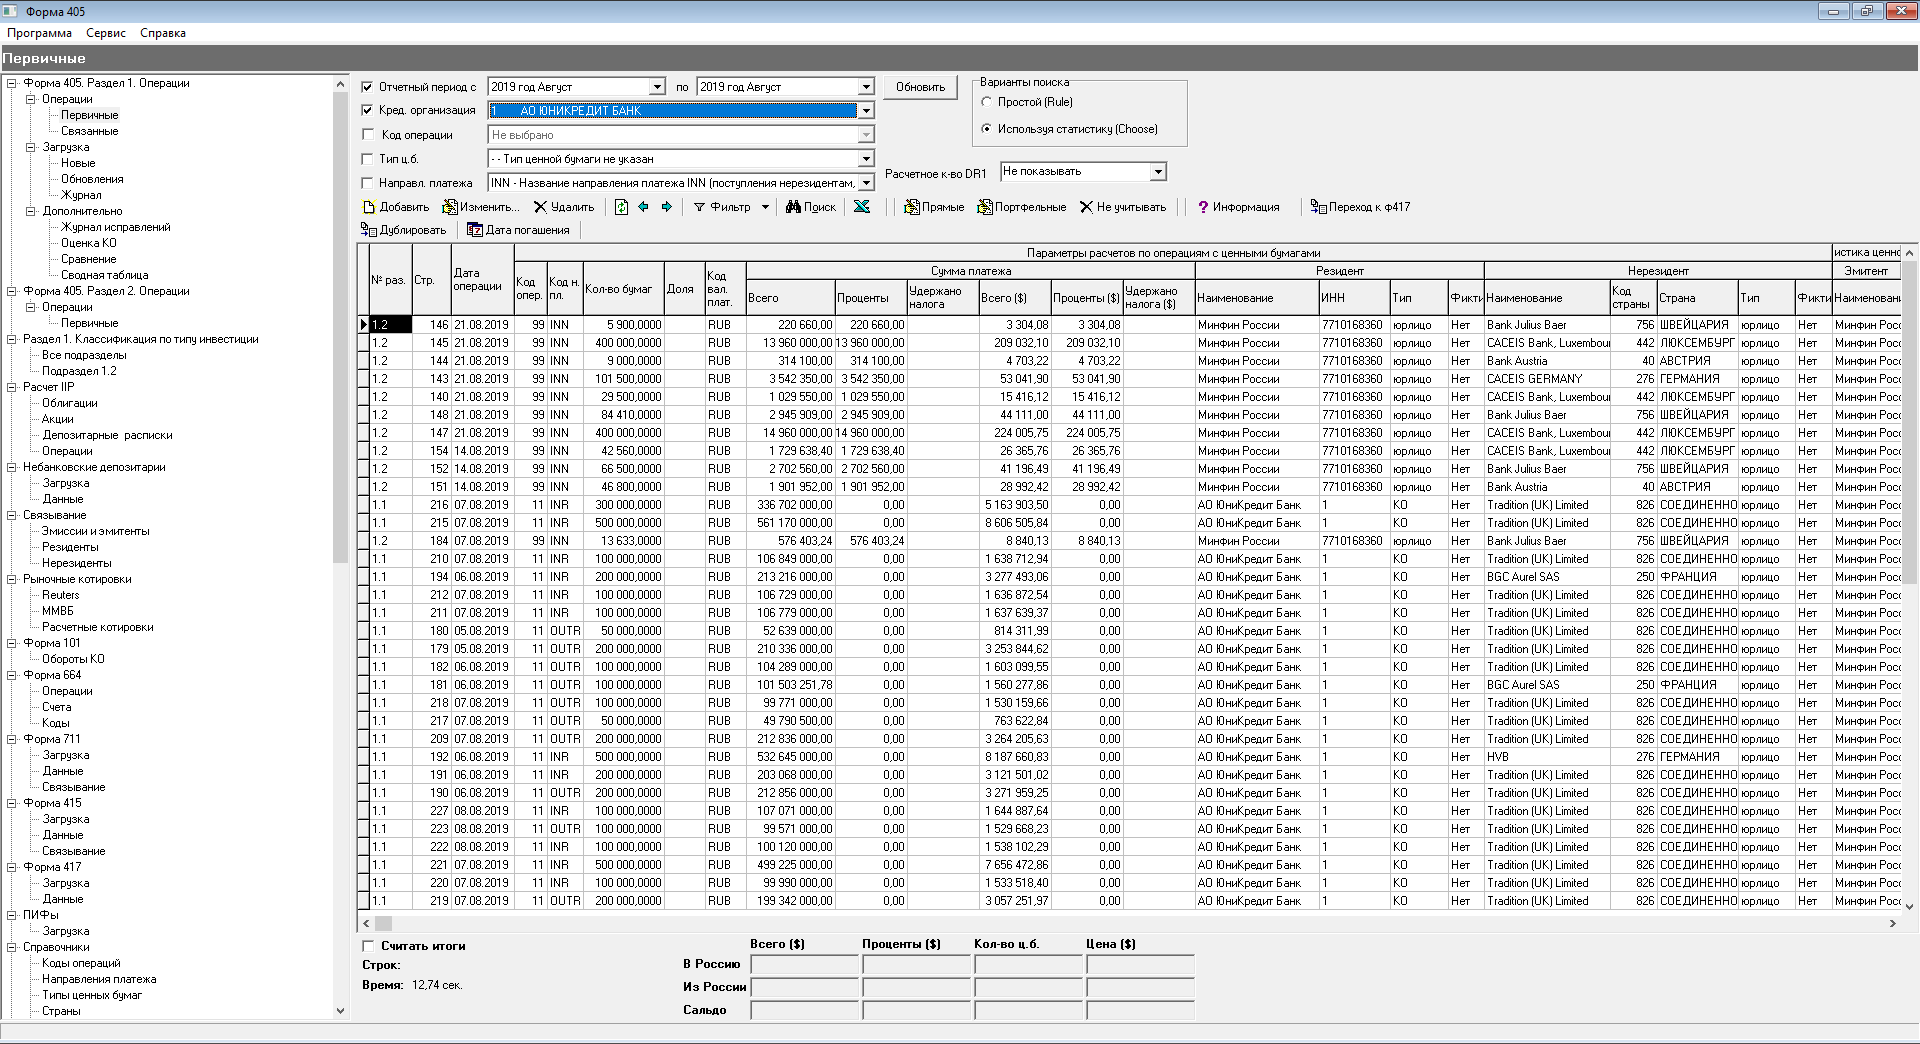 Форма 405
Программа Сервис Справка
Первичные
Форма 405. Раздел 1. Операции
Операции
Первичные
Связанные
Загрузка
Новые
Обновления
Журнал
Дополнительно
Журнал исправлений
Оценка КО
Сравнение
Сводная таблица
Форма 405. Раздел 2. Операции
Операции
Первичные
Раздел 1. Классификация по типу инвестиции
Все подразделы
Подраздел 1.2
Расчет IIP
Облигации
Акции
Депозитарные расписки
Операции
Небанковские депозитарии
Загрузка
Данные
Связывание
Эмиссии и эмитенты
Резиденты
Нерезиденты
Рыночные котировки
Reuters
ММВБ
Расчетные котировки
Форма 101
Обороты КО
Форма 664
Операции
Счета
Коды
Форма 711
Загрузка
Данные
Связывание
Форма 415
Загрузка
Данные
Связывание
Форма 417
Загрузка
Данные
ПИФы
Загрузка
Справочники
Коды операций
Направления платежа
Типы ценных бумаг
Страны
Отчетный период с 2019 год Август по 2019 год Август Обновить
Кред. организация 1 АО ЮНИКРЕДИТ БАНК
Код операции Не выбрано
Тип ц.б. - - Тип ценной бумаги не указан
Направл. платежа INN - Название направления платежа INN (поступления нерезидентам,
Варианты поиска
Простой (Rule)
Используя статистику (Choose)
Расчетное к-во DR1 Не показывать
Добавить Изменить... Удалить Фильтр Поиск Прямые Портфельные Не учитывать ? Информация Переход к ф417
Дублировать Дата погашения
Параметры расчетов по операциям с ценными бумагами истика ценно
Сумма платежа Резидент Нерезидент Эмитент
№ раз. Стр. Дата операции Код опер. Код н. пл. Кол-во бумаг Доля Код вал. плат. Всего Проценты Удержано налога Всего ($) Проценты ($) Удержано налога ($) Наименование ИНН Тип Фикти Наименование Код страны Страна Тип Фикти Наименовани
1.2 146 21.08.2019 99 INN 5 900,0000 RUB 220 660,00 220 660,00 3 304,08 3 304,08 Минфин России 7710168360 юрлицо Нет Bank Julius Baer 756 ШВЕЙЦАРИЯ юрлицо Нет Минфин Росс
1.2 145 21.08.2019 99 INN 400 000,0000 RUB 13 960 000,00 13 960 000,00 209 032,10 209 032,10 Минфин России 7710168360 юрлицо Нет CACEIS Bank, Luxembour 442 ЛЮКСЕМБУРГ юрлицо Нет Минфин Росс
1.2 144 21.08.2019 99 INN 9 000,0000 RUB 314 100,00 314 100,00 4 703,22 4 703,22 Минфин России 7710168360 юрлицо Нет Bank Austria 40 АВСТРИЯ юрлицо Нет Минфин Росс
1.2 143 21.08.2019 99 INN 101 500,0000 RUB 3 542 350,00 3 542 350,00 53 041,90 53 041,90 Минфин России 7710168360 юрлицо Нет CACEIS GERMANY 276 ГЕРМАНИЯ юрлицо Нет Минфин Росс
1.2 140 21.08.2019 99 INN 29 500,0000 RUB 1 029 550,00 1 029 550,00 15 416,12 15 416,12 Минфин России 7710168360 юрлицо Нет CACEIS Bank, Luxembour 442 ЛЮКСЕМБУРГ юрлицо Нет Минфин Росс
1.2 148 21.08.2019 99 INN 84 410,0000 RUB 2 945 909,00 2 945 909,00 44 111,00 44 111,00 Минфин России 7710168360 юрлицо Нет Bank Julius Baer 756 ШВЕЙЦАРИЯ юрлицо Нет Минфин Росс
1.2 147 21.08.2019 99 INN 400 000,0000 RUB 14 960 000,00 14 960 000,00 224 005,75 224 005,75 Минфин России 7710168360 юрлицо Нет CACEIS Bank, Luxembour 442 ЛЮКСЕМБУРГ юрлицо Нет Минфин Росс
1.2 154 14.08.2019 99 INN 42 560,0000 RUB 1 729 638,40 1 729 638,40 26 365,76 26 365,76 Минфин России 7710168360 юрлицо Нет CACEIS Bank, Luxembour 442 ЛЮКСЕМБУРГ юрлицо Нет Минфин Росс
1.2 152 14.08.2019 99 INN 66 500,0000 RUB 2 702 560,00 2 702 560,00 41 196,49 41 196,49 Минфин России 7710168360 юрлицо Нет Bank Julius Baer 756 ШВЕЙЦАРИЯ юрлицо Нет Минфин Росс
1.2 151 14.08.2019 99 INN 46 800,0000 RUB 1 901 952,00 1 901 952,00 28 992,42 28 992,42 Минфин России 7710168360 юрлицо Нет Bank Austria 40 АВСТРИЯ юрлицо Нет Минфин Росс
1.1 216 07.08.2019 11 INR 300 000,0000 RUB 336 702 000,00 0,00 5 163 903,50 0,00 АО ЮниКредит Банк 1 КО Нет Tradition (UK) Limited 826 СОЕДИНЕННО юрлицо Нет Минфин Росс
1.1 215 07.08.2019 11 INR 500 000,0000 RUB 561 170 000,00 0,00 8 606 505,84 0,00 АО ЮниКредит Банк 1 КО Нет Tradition (UK) Limited 826 СОЕДИНЕННО юрлицо Нет Минфин Росс
1.2 184 07.08.2019 99 INN 13 633,0000 RUB 576 403,24 576 403,24 8 840,13 8 840,13 Минфин России 7710168360 юрлицо Нет Bank Julius Baer 756 ШВЕЙЦАРИЯ юрлицо Нет Минфин Росс
1.1 210 07.08.2019 11 INR 100 000,0000 RUB 106 849 000,00 0,00 1 638 712,94 0,00 АО ЮниКредит Банк 1 КО Нет Tradition (UK) Limited 826 СОЕДИНЕННО юрлицо Нет Минфин Росс
1.1 194 06.08.2019 11 INR 200 000,0000 RUB 213 216 000,00 0,00 3 277 493,06 0,00 АО ЮниКредит Банк 1 КО Нет BGC Aurel SAS 250 ФРАНЦИЯ юрлицо Нет Минфин Росс
1.1 212 07.08.2019 11 INR 100 000,0000 RUB 106 729 000,00 0,00 1 636 872,54 0,00 АО ЮниКредит Банк 1 КО Нет Tradition (UK) Limited 826 СОЕДИНЕННО юрлицо Нет Минфин Росс
1.1 211 07.08.2019 11 INR 100 000,0000 RUB 106 779 000,00 0,00 1 637 639,37 0,00 АО ЮниКредит Банк 1 КО Нет Tradition (UK) Limited 826 СОЕДИНЕННО юрлицо Нет Минфин Росс
1.1 180 05.08.2019 11 OUTR 50 000,0000 RUB 52 639 000,00 0,00 814 311,99 0,00 АО ЮниКредит Банк 1 КО Нет Tradition (UK) Limited 826 СОЕДИНЕННО юрлицо Нет Минфин Росс
1.1 179 05.08.2019 11 OUTR 200 000,0000 RUB 210 336 000,00 0,00 3 253 844,62 0,00 АО ЮниКредит Банк 1 КО Нет Tradition (UK) Limited 826 СОЕДИНЕННО юрлицо Нет Минфин Росс
1.1 182 06.08.2019 11 OUTR 100 000,0000 RUB 104 289 000,00 0,00 1 603 099,55 0,00 АО ЮниКредит Банк 1 КО Нет Tradition (UK) Limited 826 СОЕДИНЕННО юрлицо Нет Минфин Росс
1.1 181 06.08.2019 11 OUTR 100 000,0000 RUB 101 503 251,78 0,00 1 560 277,86 0,00 АО ЮниКредит Банк 1 КО Нет BGC Aurel SAS 250 ФРАНЦИЯ юрлицо Нет Минфин Росс
1.1 218 07.08.2019 11 OUTR 100 000,0000 RUB 99 771 000,00 0,00 1 530 159,66 0,00 АО ЮниКредит Банк 1 КО Нет Tradition (UK) Limited 826 СОЕДИНЕННО юрлицо Нет Минфин Росс
1.1 217 07.08.2019 11 OUTR 50 000,0000 RUB 49 790 500,00 0,00 763 622,84 0,00 АО ЮниКредит Банк 1 КО Нет Tradition (UK) Limited 826 СОЕДИНЕННО юрлицо Нет Минфин Росс
1.1 209 07.08.2019 11 OUTR 200 000,0000 RUB 212 836 000,00 0,00 3 264 205,63 0,00 АО ЮниКредит Банк 1 КО Нет Tradition (UK) Limited 826 СОЕДИНЕННО юрлицо Нет Минфин Росс
1.1 192 06.08.2019 11 INR 500 000,0000 RUB 532 645 000,00 0,00 8 187 660,83 0,00 АО ЮниКредит Банк 1 КО Нет HVB 276 ГЕРМАНИЯ юрлицо Нет Минфин Росс
1.1 191 06.08.2019 11 INR 200 000,0000 RUB 203 068 000,00 0,00 3 121 501,02 0,00 АО ЮниКредит Банк 1 КО Нет Tradition (UK) Limited 826 СОЕДИНЕННО юрлицо Нет Минфин Росс
1.1 190 06.08.2019 11 OUTR 200 000,0000 RUB 212 856 000,00 0,00 3 271 959,25 0,00 АО ЮниКредит Банк 1 КО Нет Tradition (UK) Limited 826 СОЕДИНЕННО юрлицо Нет Минфин Росс
1.1 227 08.08.2019 11 INR 100 000,0000 RUB 107 071 000,00 0,00 1 644 887,64 0,00 АО ЮниКредит Банк 1 КО Нет Tradition (UK) Limited 826 СОЕДИНЕННО юрлицо Нет Минфин Росс
1.1 223 08.08.2019 11 OUTR 100 000,0000 RUB 99 571 000,00 0,00 1 529 668,23 0,00 АО ЮниКредит Банк 1 КО Нет Tradition (UK) Limited 826 СОЕДИНЕННО юрлицо Нет Минфин Росс
1.1 222 08.08.2019 11 INR 100 000,0000 RUB 100 120 000,00 0,00 1 538 102,29 0,00 АО ЮниКредит Банк 1 КО Нет Tradition (UK) Limited 826 СОЕДИНЕННО юрлицо Нет Минфин Росс
1.1 221 07.08.2019 11 INR 500 000,0000 RUB 499 225 000,00 0,00 7 656 472,86 0,00 АО ЮниКредит Банк 1 КО Нет Tradition (UK) Limited 826 СОЕДИНЕННО юрлицо Нет Минфин Росс
1.1 220 07.08.2019 11 INR 100 000,0000 RUB 99 990 000,00 0,00 1 533 518,40 0,00 АО ЮниКредит Банк 1 КО Нет Tradition (UK) Limited 826 СОЕДИНЕННО юрлицо Нет Минфин Росс
1.1 219 07.08.2019 11 OUTR 200 000,0000 RUB 199 342 000,00 0,00 3 057 251,97 0,00 АО ЮниКредит Банк 1 КО Нет Tradition (UK) Limited 826 СОЕДИНЕННО юрлицо Нет Минфин Росс
Считать итоги Всего ($) Проценты ($) Кол-во ц.б. Цена ($)
Строк: В Россию
Время: 12,74 сек. Из России
Сальдо